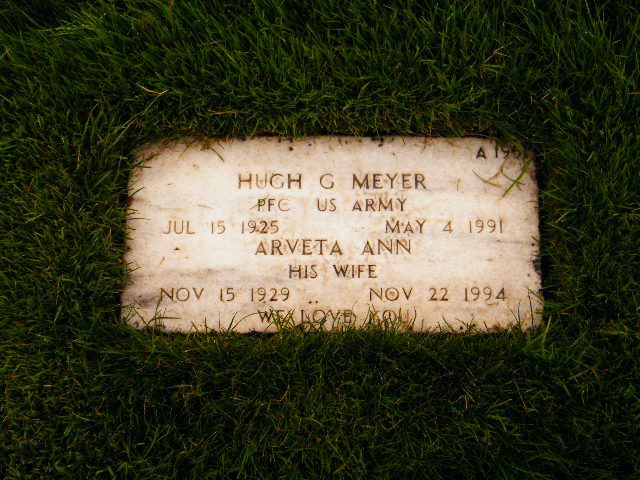 A
HUGH G MEYER
PFC US ARMY
JUL 15 1925 MAY 4 1991
ARVETA ANN
HIS WIFE
NOV 15 1929 NOV 22 1994
WE LOVE YOU